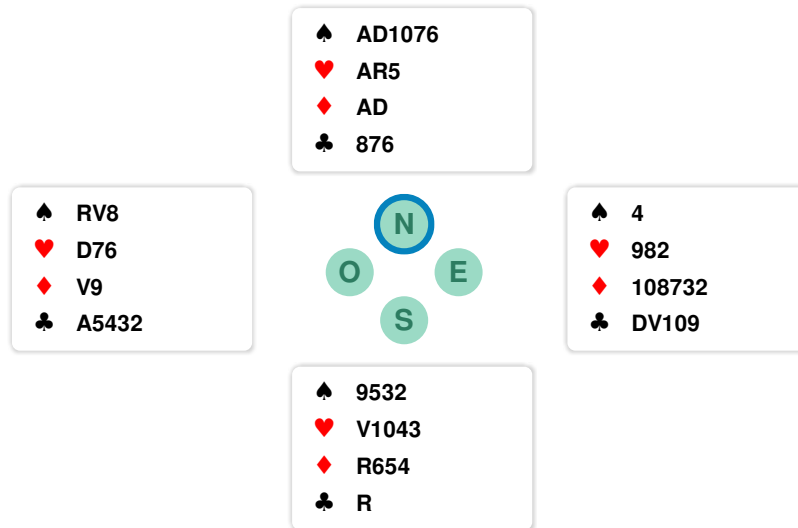 ♠ AD1076
♥ AR5
♦ AD
♣ 876
♠ RV8
♥ D76
♦ V9
♣ A5432
N
O
E
S
♠ 4
♥ 982
♦ 108732
♣ DV109
♠ 9532
♥ V1043
♦ R654
♣ R